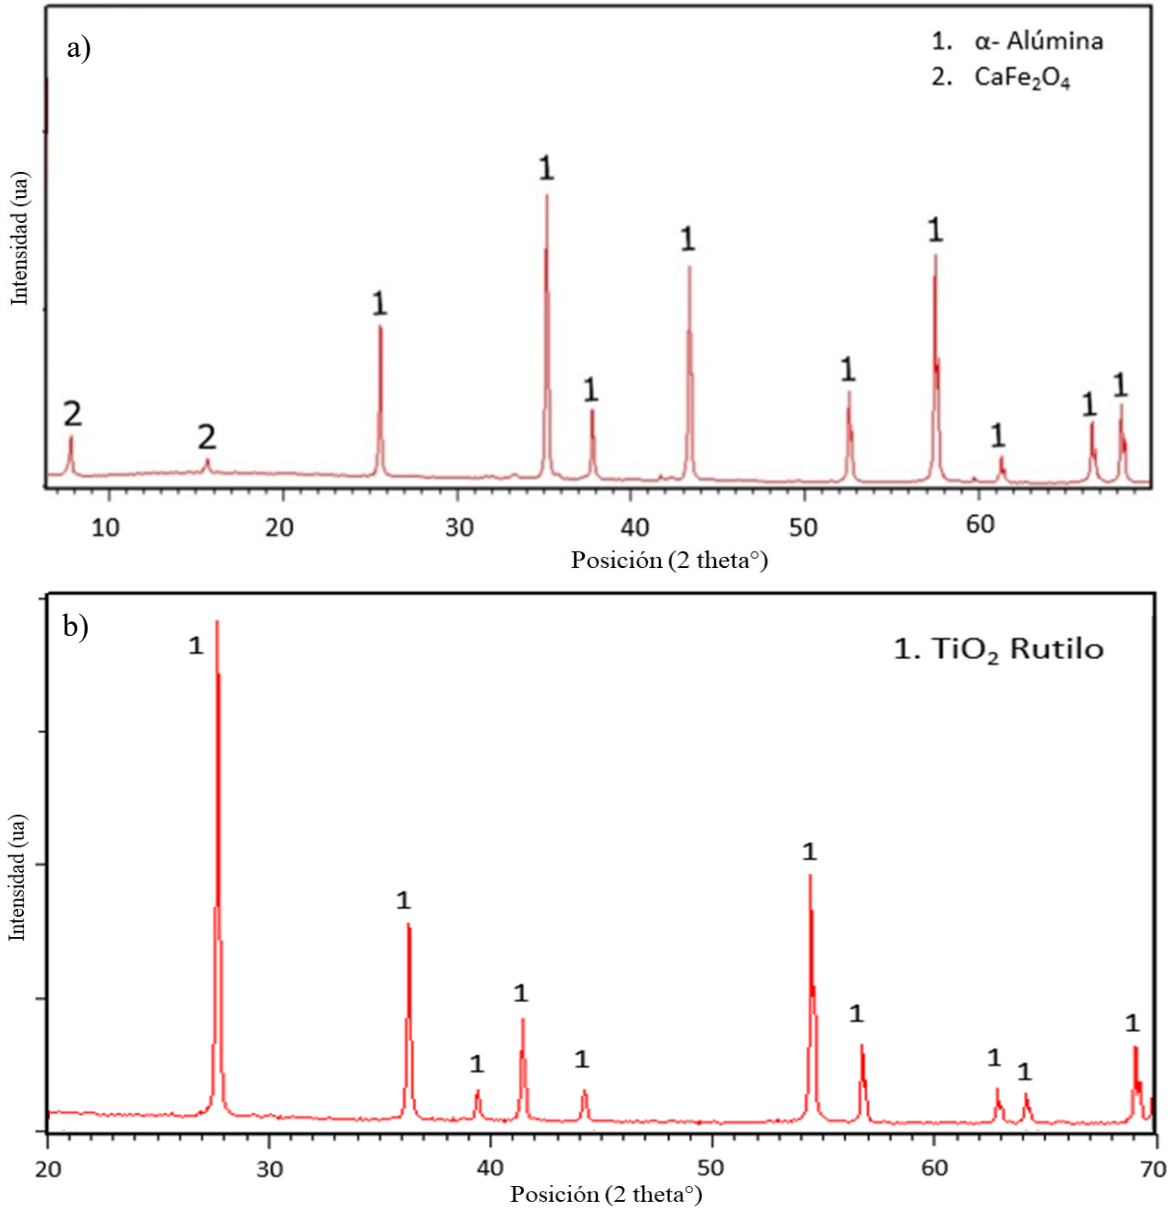 a)
1. α- Alúmina
2. CaFe₂O₄
Intensidad (ua)
2
2
1
1
1
1
1
1
1
1
1
10 20 30 40 50 60
Posición (2 theta°)
b)
1. TiO₂ Rutilo
Intensidad (ua)
1
1
1
1
1
1
1
1
1
1
20 30 40 50 60 70
Posición (2 theta°)